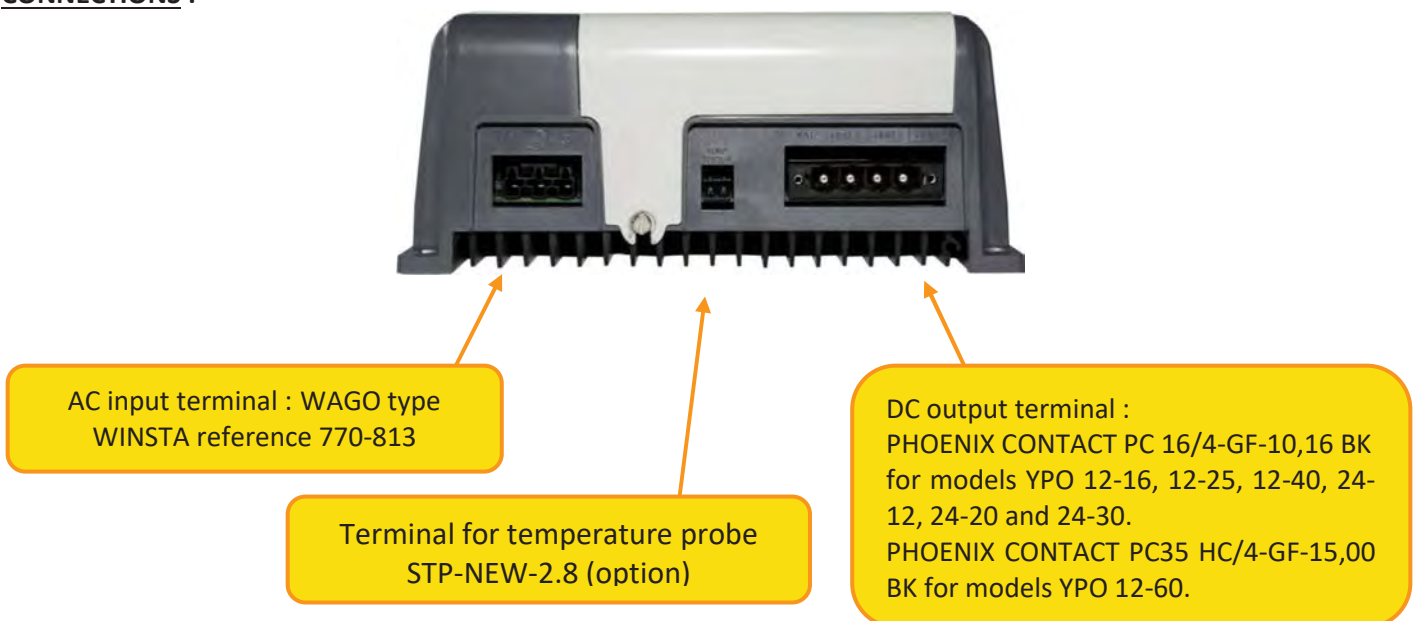 CONNECTIONS :
AC input terminal : WAGO type
WINSTA reference 770-813
Terminal for temperature probe
STP-NEW-2.8 (option)
DC output terminal :
PHOENIX CONTACT PC 16/4-GF-10,16 BK
for models YPO 12-16, 12-25, 12-40, 24-
12, 24-20 and 24-30.
PHOENIX CONTACT PC35 HC/4-GF-15,00
BK for models YPO 12-60.